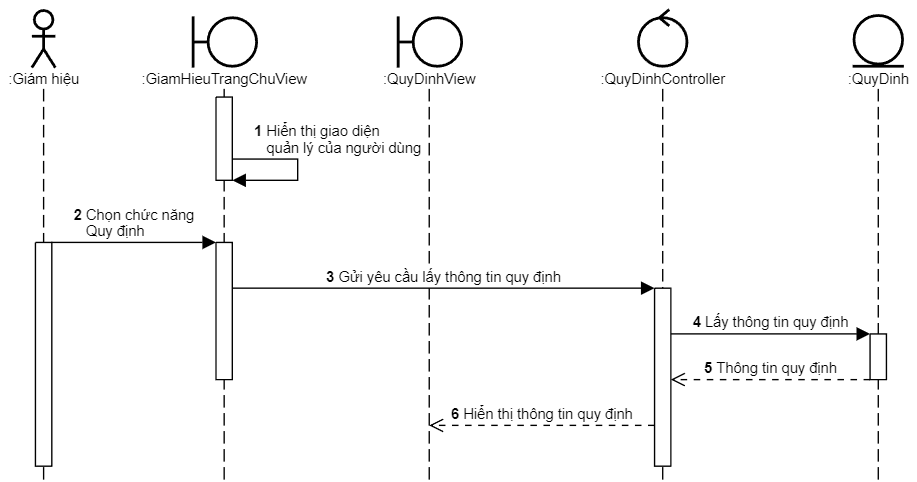 :Giám hiệu
:GiamHieuTrangChuView
:QuyDinhView
:QuyDinhController
:QuyDinh
1 Hiển thị giao diện
quản lý của người dùng
2 Chọn chức năng
Quy định
3 Gửi yêu cầu lấy thông tin quy định
4 Lấy thông tin quy định
5 Thông tin quy định
6 Hiển thị thông tin quy định